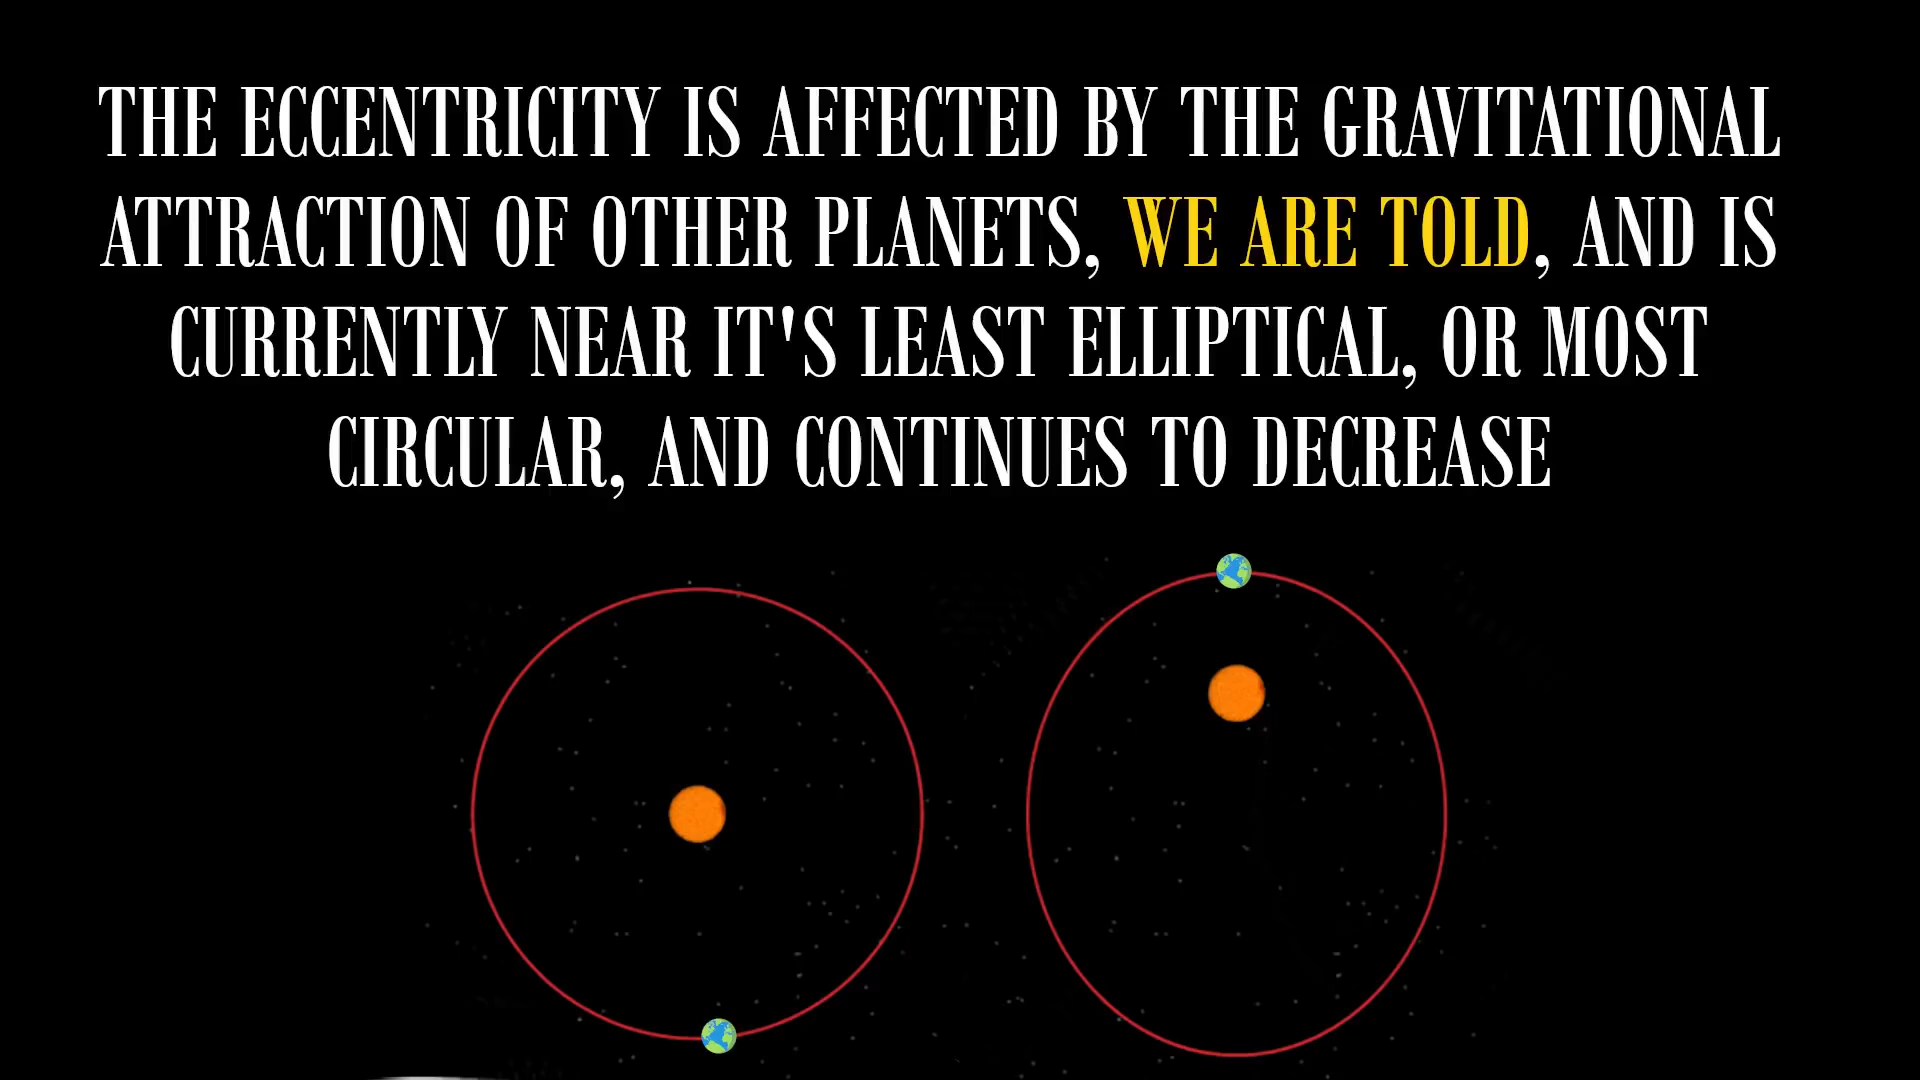 THE ECCENTRICITY IS AFFECTED BY THE GRAVITATIONAL
ATTRACTION OF OTHER PLANETS, WE ARE TOLD, AND IS
CURRENTLY NEAR IT'S LEAST ELLIPTICAL, OR MOST
CIRCULAR, AND CONTINUES TO DECREASE